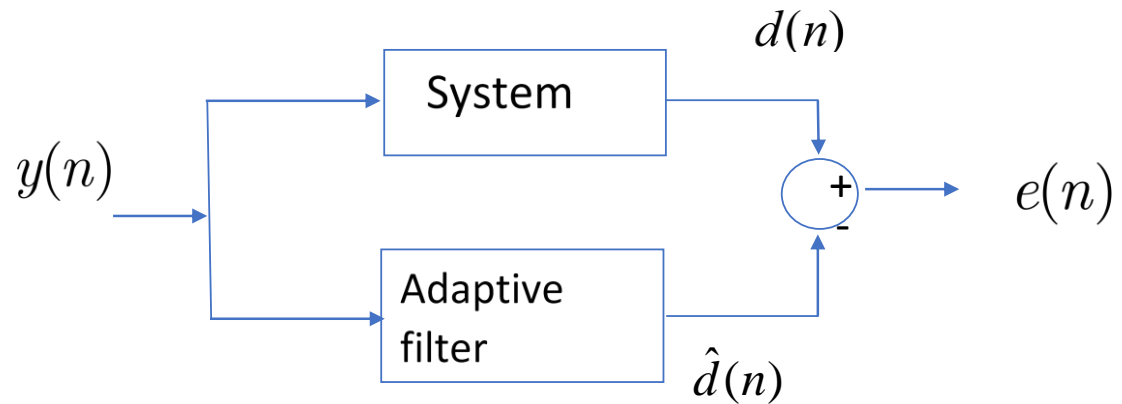 d(n)
System
y(n)
+
e(n)
-
Adaptive
filter
d̂(n)